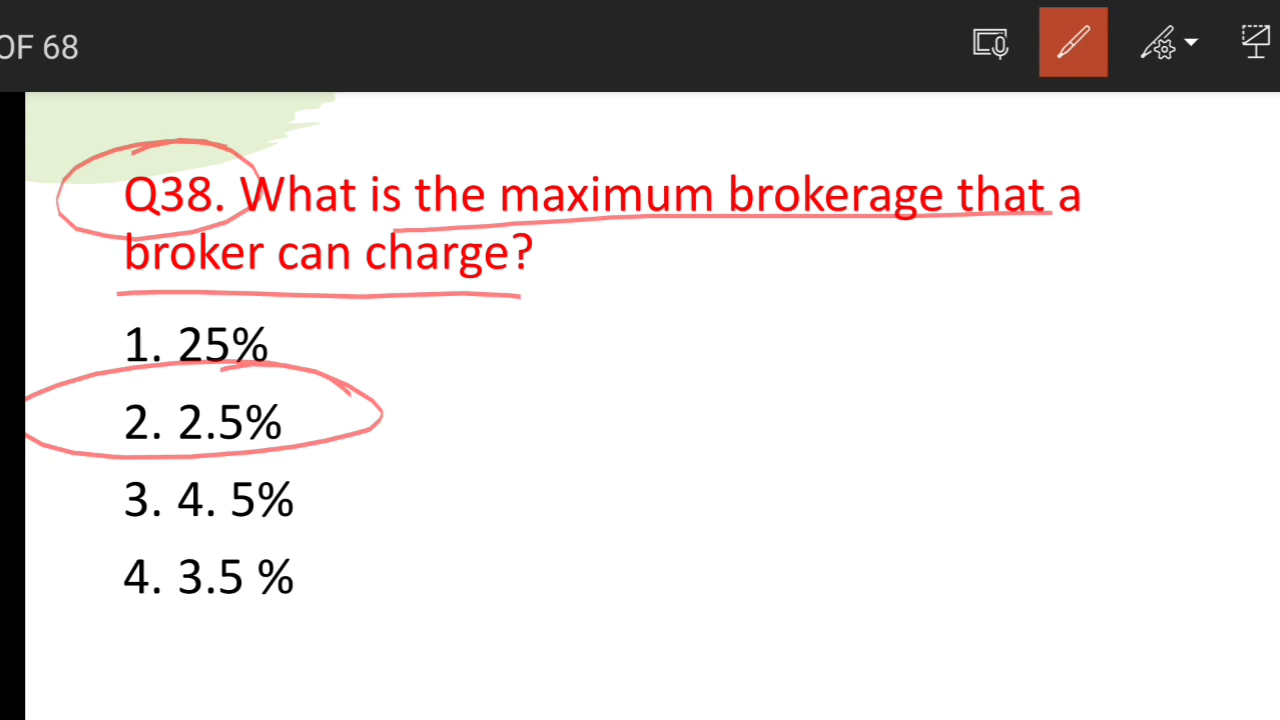 OF 68
Q38. What is the maximum brokerage that a
broker can charge?
1. 25%
2. 2.5%
3. 4. 5%
4. 3.5 %